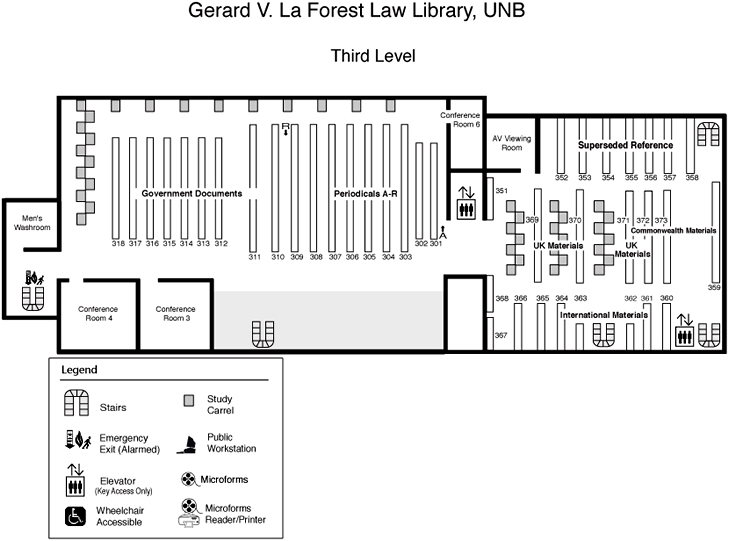 Gerard V. La Forest Law Library, UNB
Third Level
Conference
Room 6
AV Viewing
Room
Superseded Reference
R
352 353 354 355 356 357 358
Government Documents
Periodicals A-R
351
Men's
Washroom
369 370 371 372 373
Commonwealth Materials
UK Materials
UK
Materials
A
318 317 316 315 314 313 312
311 310 309 308 307 306 305 304 303 302 301
359
368 366 365 364 363 362 361 360
Conference
Room 4
Conference
Room 3
International Materials
367
Legend
Stairs
Study
Carrel
Emergency
Exit (Alarmed)
Public
Workstation
Elevator
(Key Access Only)
Microforms
Wheelchair
Accessible
Microforms
Reader/Printer